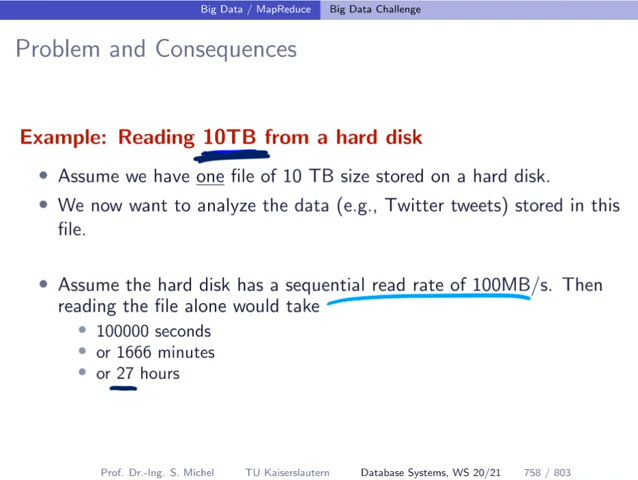 Big Data / MapReduce Big Data Challenge
Problem and Consequences
Example: Reading 10TB from a hard disk
• Assume we have one file of 10 TB size stored on a hard disk.
• We now want to analyze the data (e.g., Twitter tweets) stored in this
file.
• Assume the hard disk has a sequential read rate of 100MB/s. Then
reading the file alone would take
• 100000 seconds
• or 1666 minutes
• or 27 hours
Prof. Dr.-Ing. S. Michel TU Kaiserslautern Database Systems, WS 20/21 758 / 803